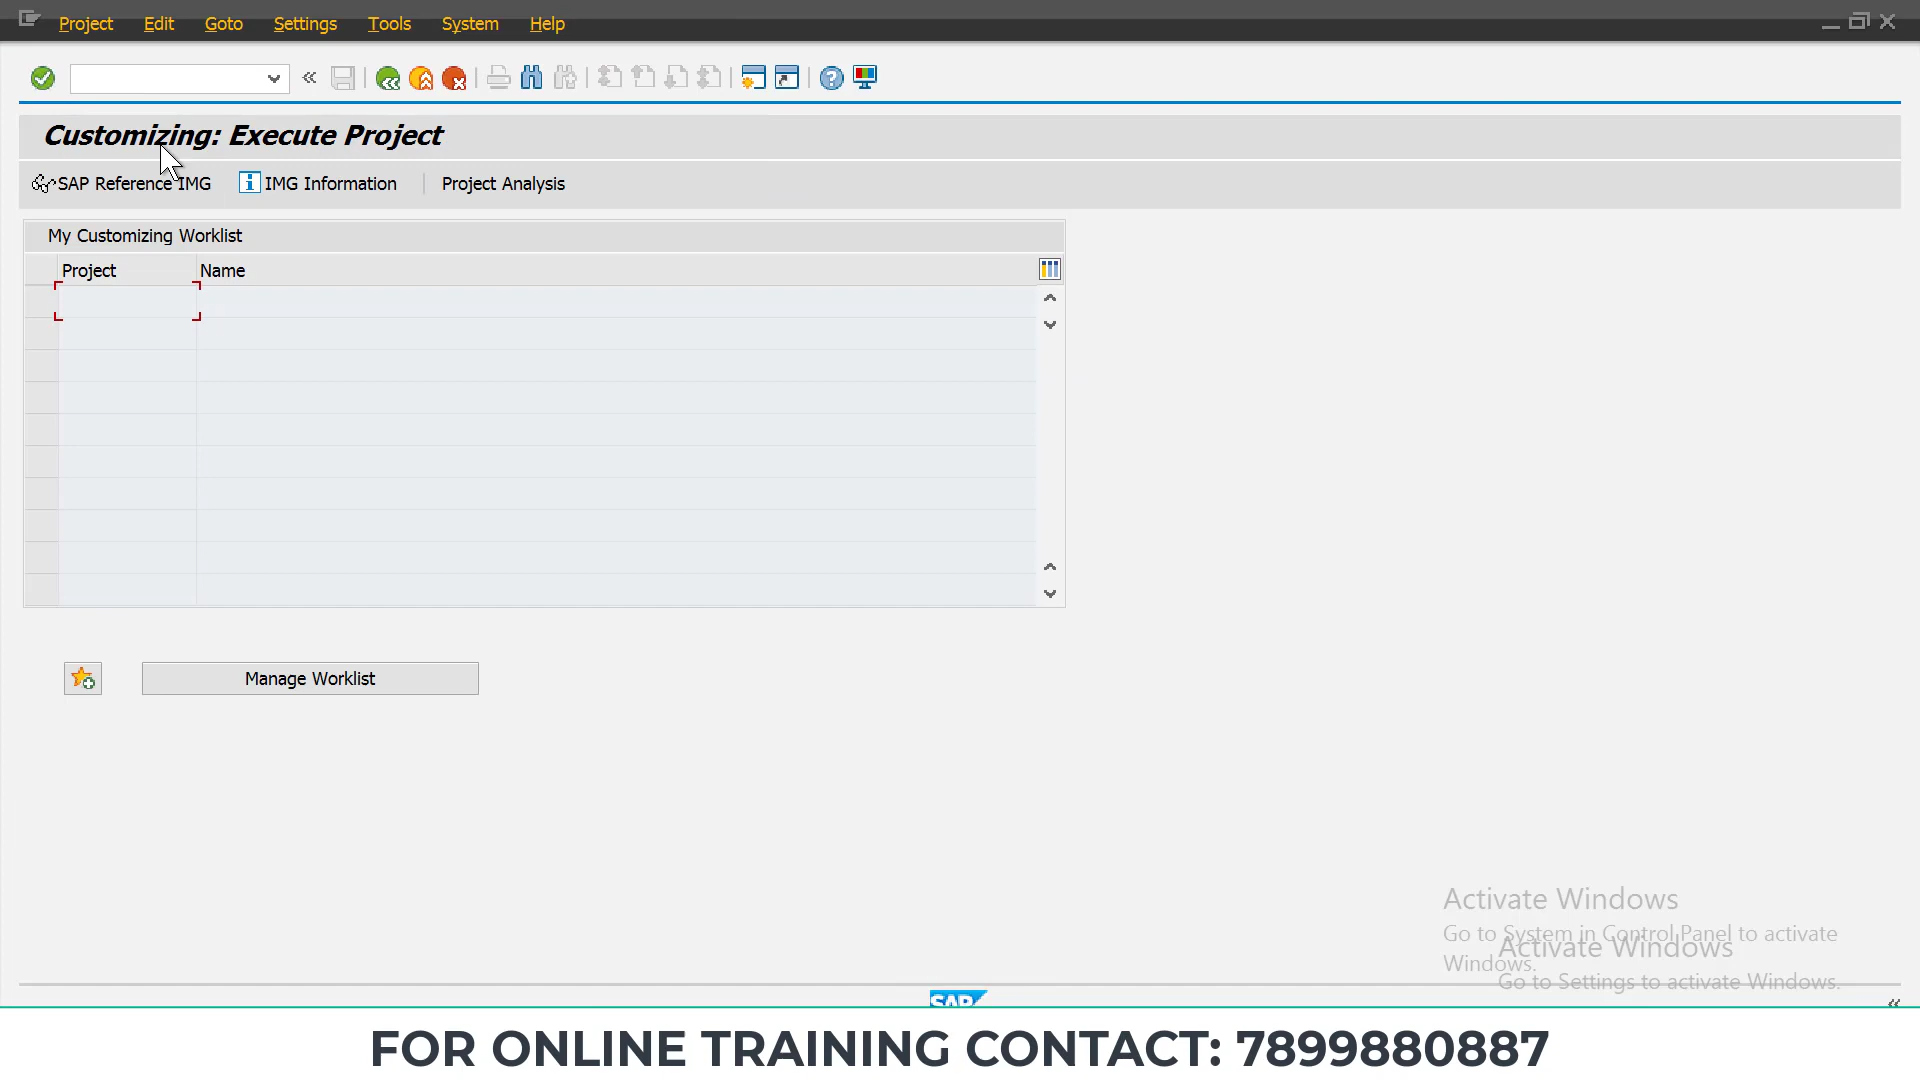 Project Edit Goto Settings Tools System Help
Customizing: Execute Project
SAP Reference IMG IMG Information Project Analysis
My Customizing Worklist
Project Name
Manage Worklist
Activate Windows
Go to System in Control Panel to activate
Windows.
Activate Windows
Go to Settings to activate Windows.
SAP
FOR ONLINE TRAINING CONTACT: 7899880887